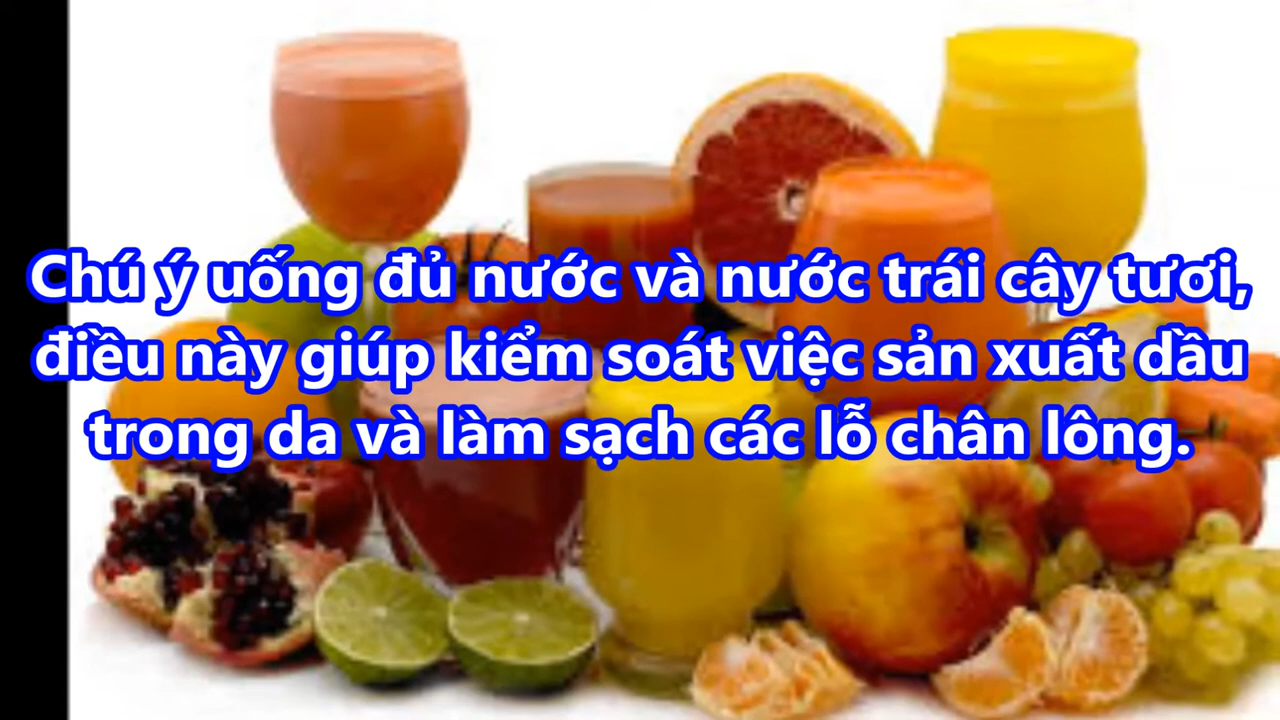 Chú ý uống đủ nước và nước trái cây tươi,
điều này giúp kiểm soát việc sản xuất dầu
trong da và làm sạch các lỗ chân lông.